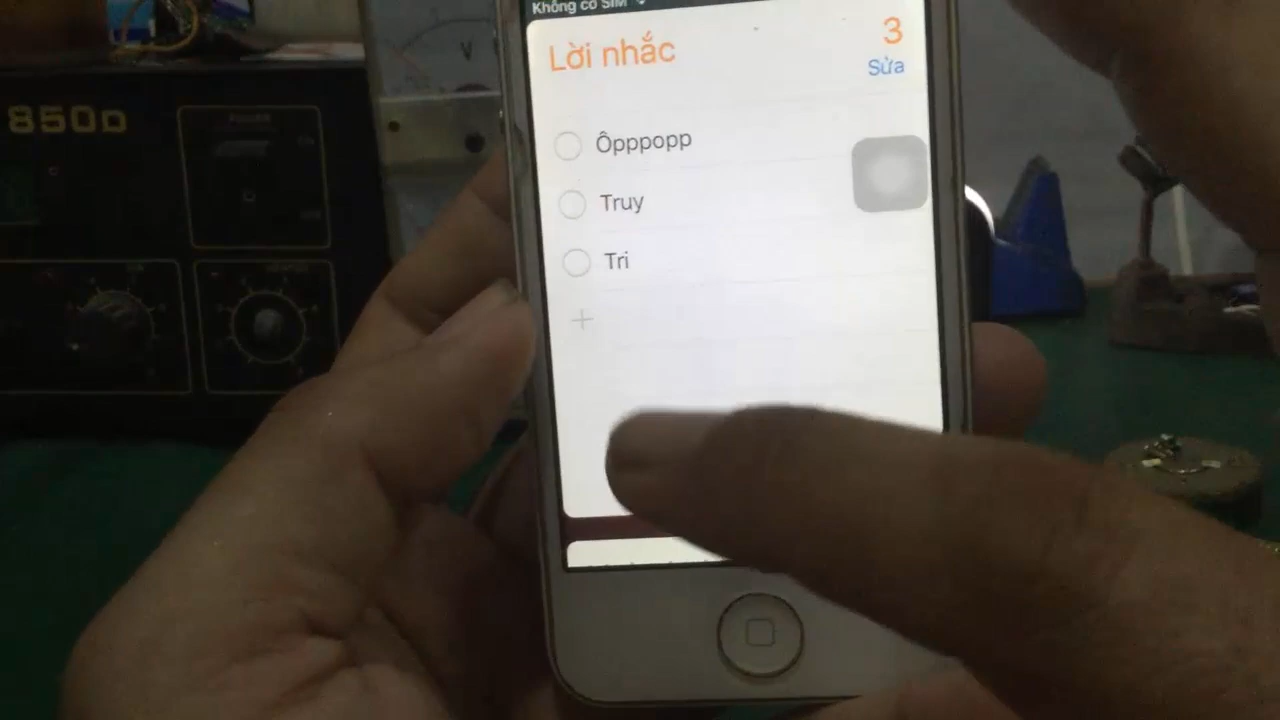 Không có SIM
Lời nhắc
3
Sửa
850D
Ôpppopp
V
Truy
Tri